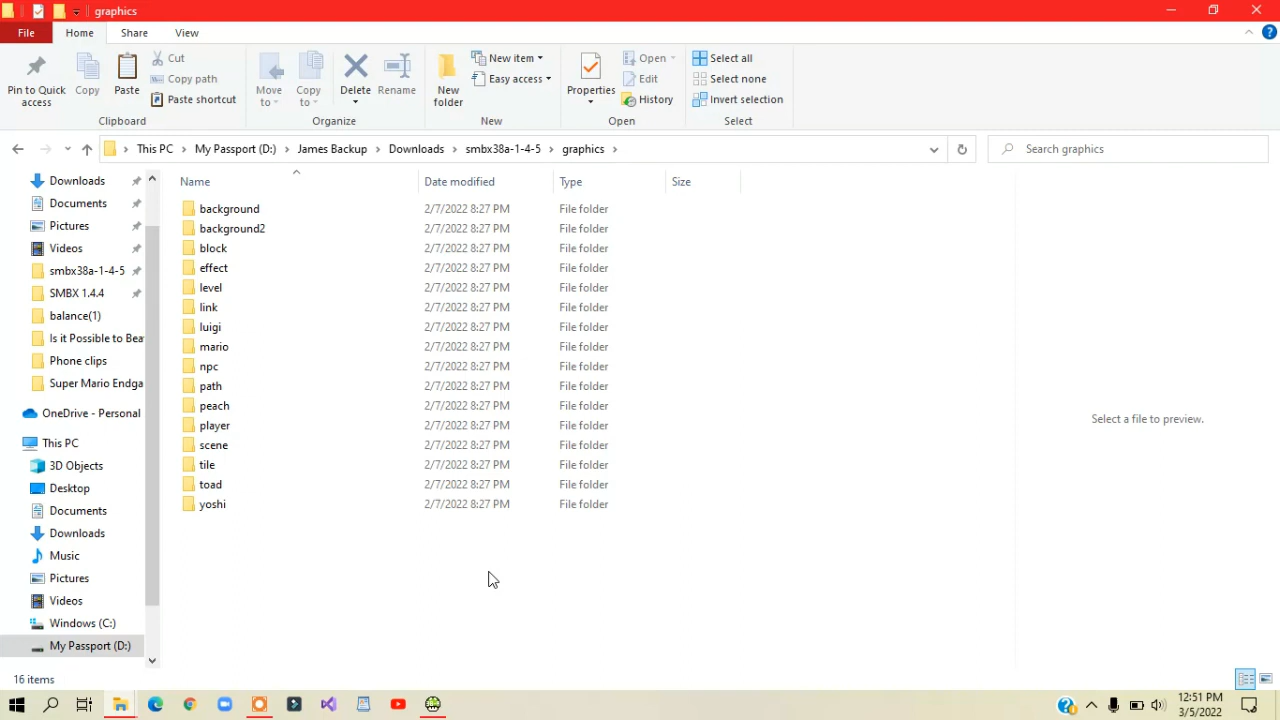 graphics
File Home Share View
Pin to Quick access
Copy
Paste
Cut
Copy path
Paste shortcut
Clipboard
Move to
Copy to
Delete
Rename
Organize
New folder
New item
Easy access
New
Properties
Open
Edit
History
Open
Select all
Select none
Invert selection
Select
This PC > My Passport (D:) > James Backup > Downloads > smbx38a-1-4-5 > graphics >
Search graphics
Downloads
Documents
Pictures
Videos
smbx38a-1-4-5
SMBX 1.4.4
balance(1)
Is it Possible to Bea
Phone clips
Super Mario Endga
OneDrive - Personal
This PC
3D Objects
Desktop
Documents
Downloads
Music
Pictures
Videos
Windows (C:)
My Passport (D:)
Name Date modified Type Size
background 2/7/2022 8:27 PM File folder
background2 2/7/2022 8:27 PM File folder
block 2/7/2022 8:27 PM File folder
effect 2/7/2022 8:27 PM File folder
level 2/7/2022 8:27 PM File folder
link 2/7/2022 8:27 PM File folder
luigi 2/7/2022 8:27 PM File folder
mario 2/7/2022 8:27 PM File folder
npc 2/7/2022 8:27 PM File folder
path 2/7/2022 8:27 PM File folder
peach 2/7/2022 8:27 PM File folder
player 2/7/2022 8:27 PM File folder
scene 2/7/2022 8:27 PM File folder
tile 2/7/2022 8:27 PM File folder
toad 2/7/2022 8:27 PM File folder
yoshi 2/7/2022 8:27 PM File folder
Select a file to preview.
16 items
12:51 PM
3/5/2022